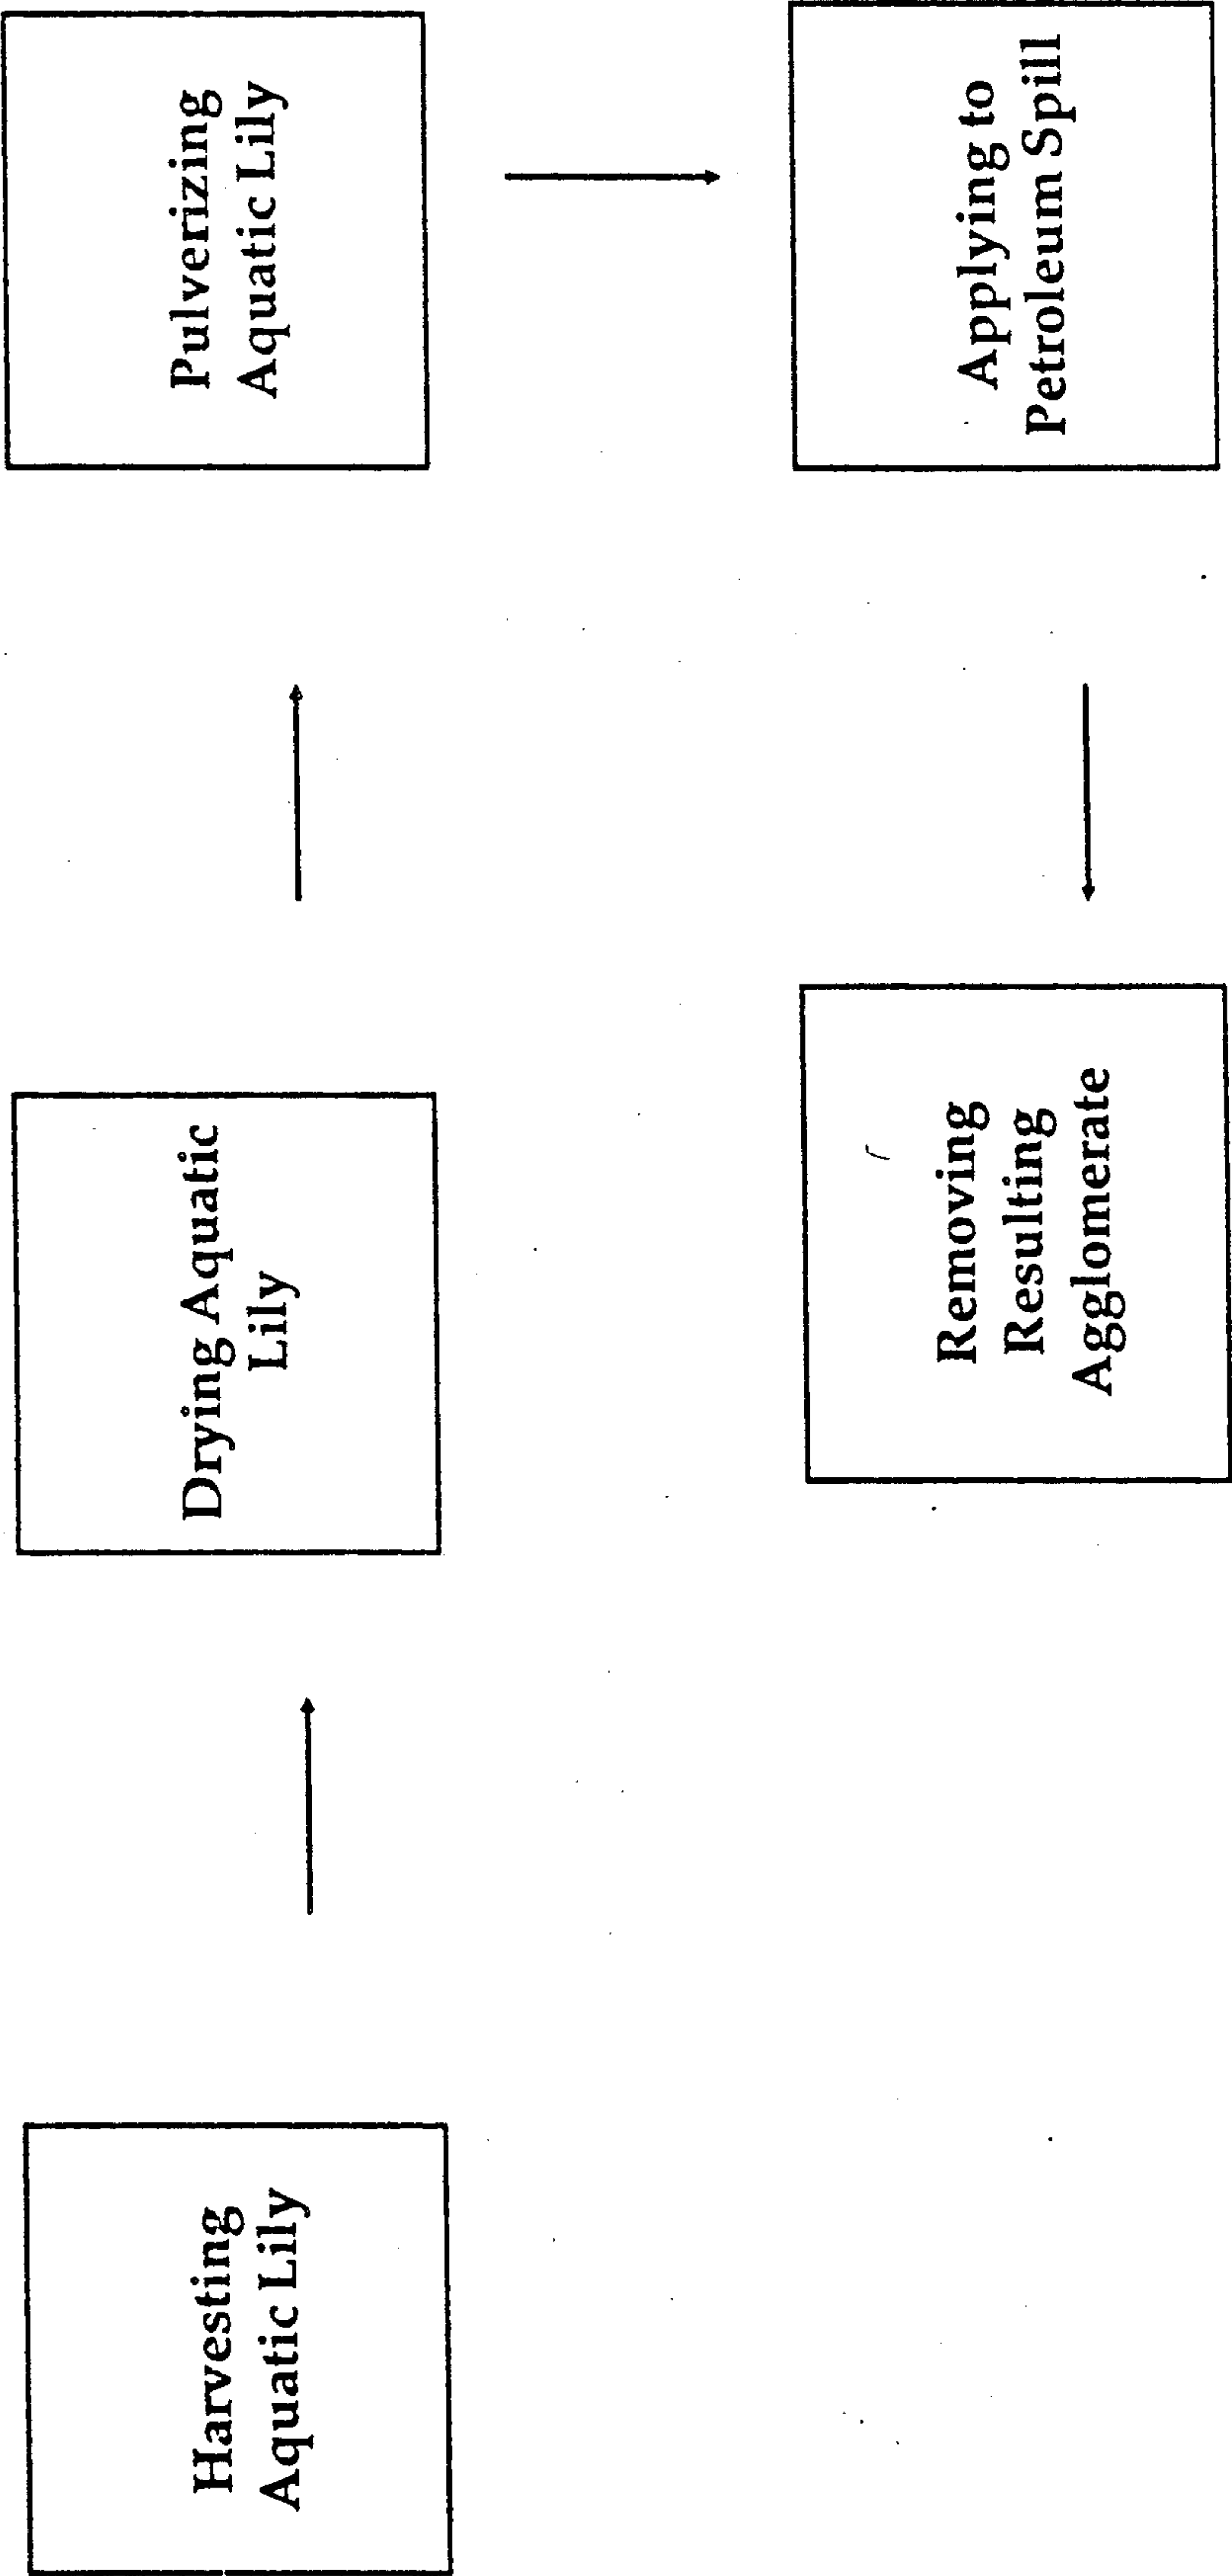 Harvesting
Aquatic Lily
Drying Aquatic
Lily
Pulverizing
Aquatic Lily
Applying to
Petroleum Spill
Removing
Resulting
Agglomerate